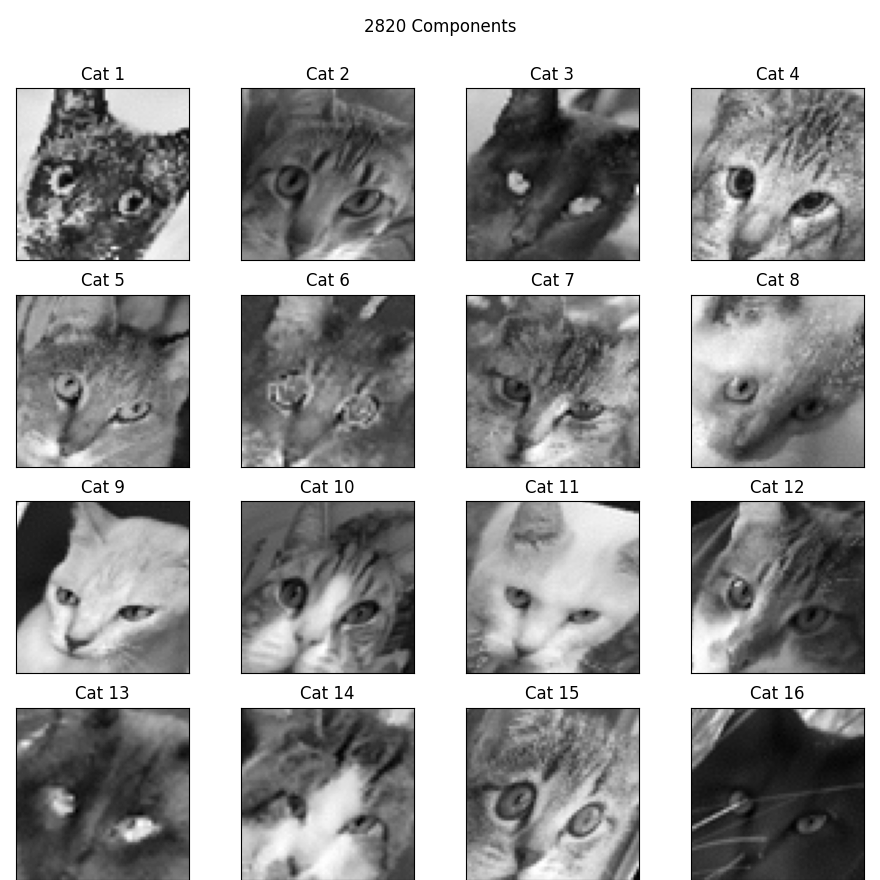 2820 Components
Cat 1
Cat 2
Cat 3
Cat 4
Cat 5
Cat 6
Cat 7
Cat 8
Cat 9
Cat 10
Cat 11
Cat 12
Cat 13
Cat 14
Cat 15
Cat 16